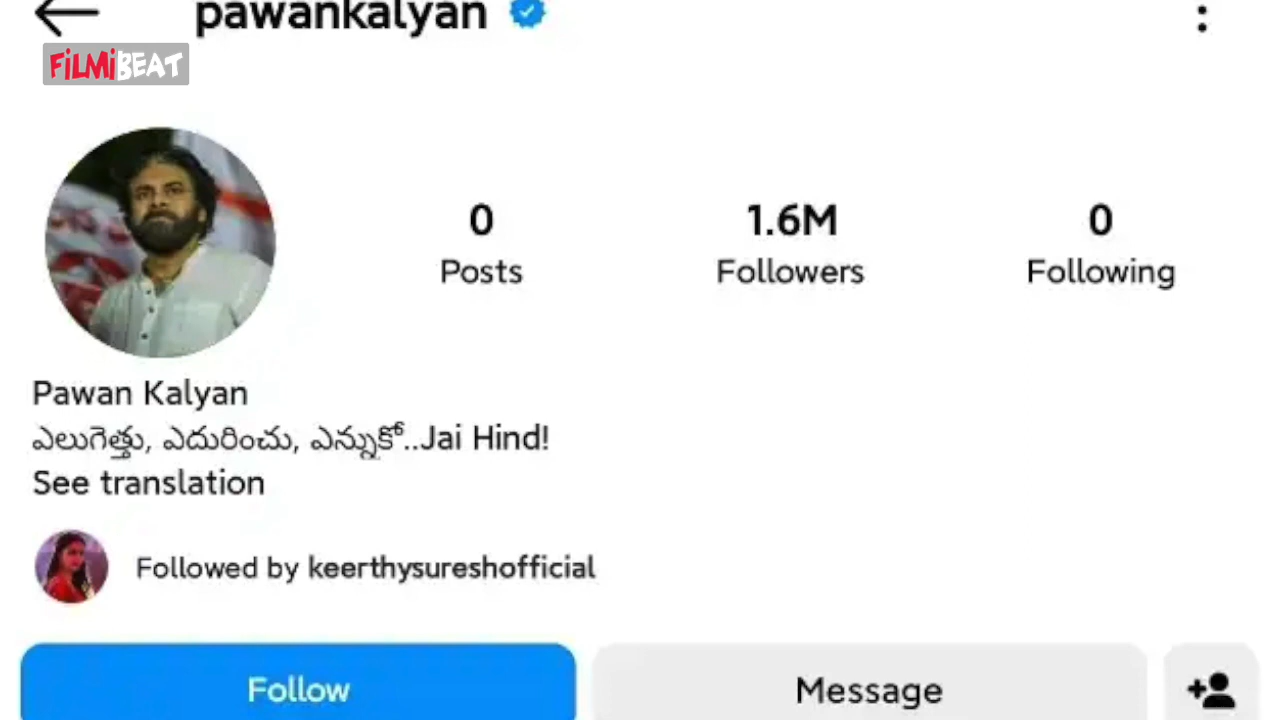 pawankalyan
FiLMiBEAT
0
1.6M
0
Posts
Followers
Following
Pawan Kalyan
ఎలుగెత్తు, ఎదురించు, ఎన్నుకో..Jai Hind!
See translation
Followed by keerthysureshofficial
Follow
Message